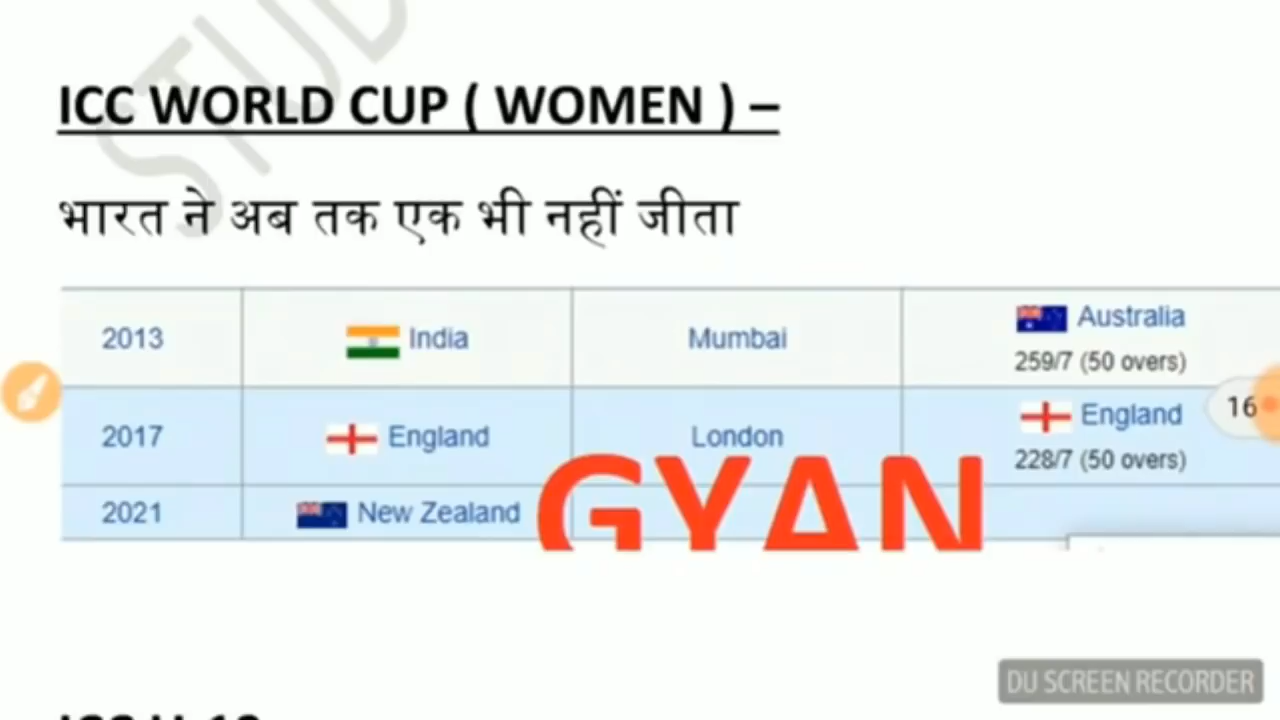 STUD
ICC WORLD CUP ( WOMEN ) –
भारत ने अब तक एक भी नहीं जीता
2013 India Mumbai Australia
259/7 (50 overs)
2017 England London England
228/7 (50 overs)
16
2021 New Zealand
GYAN
DU SCREEN RECORDER